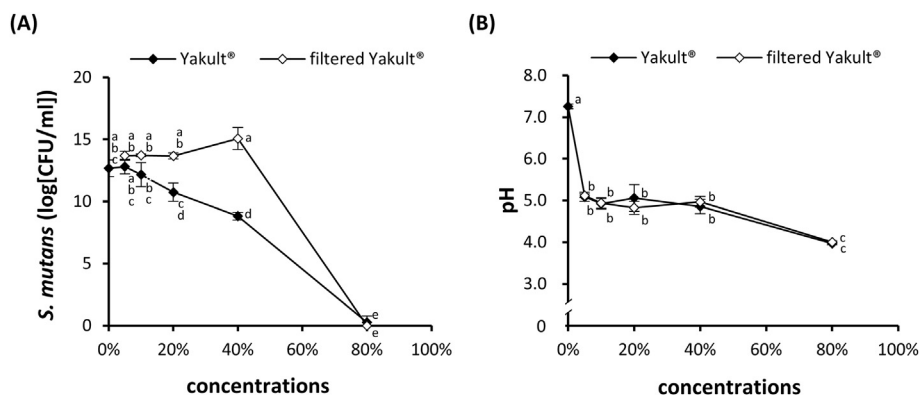 (A)
Yakult® filtered Yakult®
S. mutans (log[CFU/ml])
20
15
10
5
0
a
b
c
a
b
a
b
a
b
a
a
b
c
b
c
c
d
d
e
e
0% 20% 40% 60% 80% 100%
concentrations
(B)
Yakult® filtered Yakult®
pH
8.0
7.0
6.0
5.0
4.0
3.0
0
a
b
b
b
b
b
b
b
b
c
c
0% 20% 40% 60% 80% 100%
concentrations